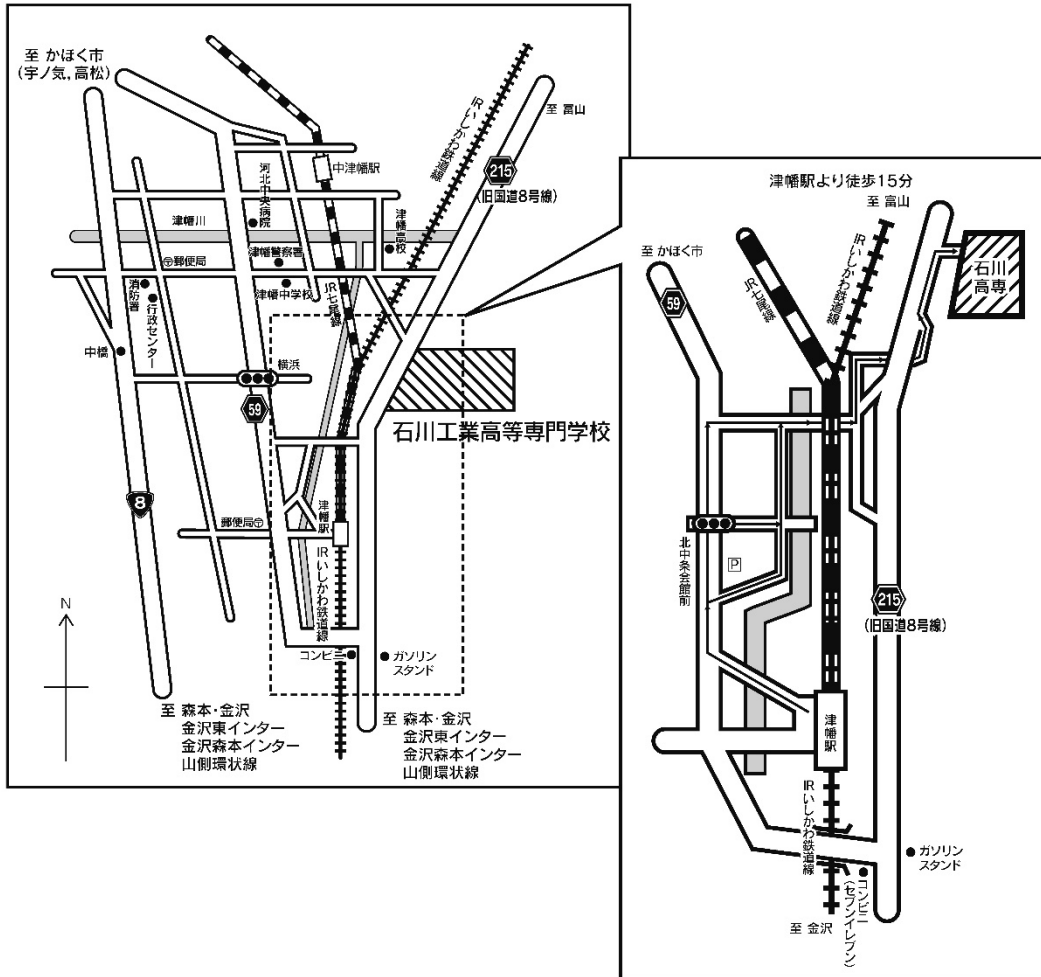 至 かほく市
(宇ノ気,高松)
IRいしかわ鉄道線
至 富山
215
(旧国道8号線)
中津幡駅
河北中央病院
津幡川
津幡高校
〒郵便局
津幡警察署
津幡中学校
消防署
行政センター
JR七尾線
中橋
横浜
59
石川工業高等専門学校
8
郵便局〒
津幡駅
IRいしかわ鉄道線
N
コンビニ
ガソリン
スタンド
至 森本・金沢
金沢東インター
金沢森本インター
山側環状線
至 森本・金沢
金沢東インター
金沢森本インター
山側環状線
津幡駅より徒歩15分
至 富山
至 かほく市
石川
高専
59
JR七尾線
IRいしかわ鉄道線
北中条会館前
P
215
(旧国道8号線)
津幡駅
IRいしかわ鉄道線
ガソリン
スタンド
コンビニ
(セブンイレブン)
至 金沢